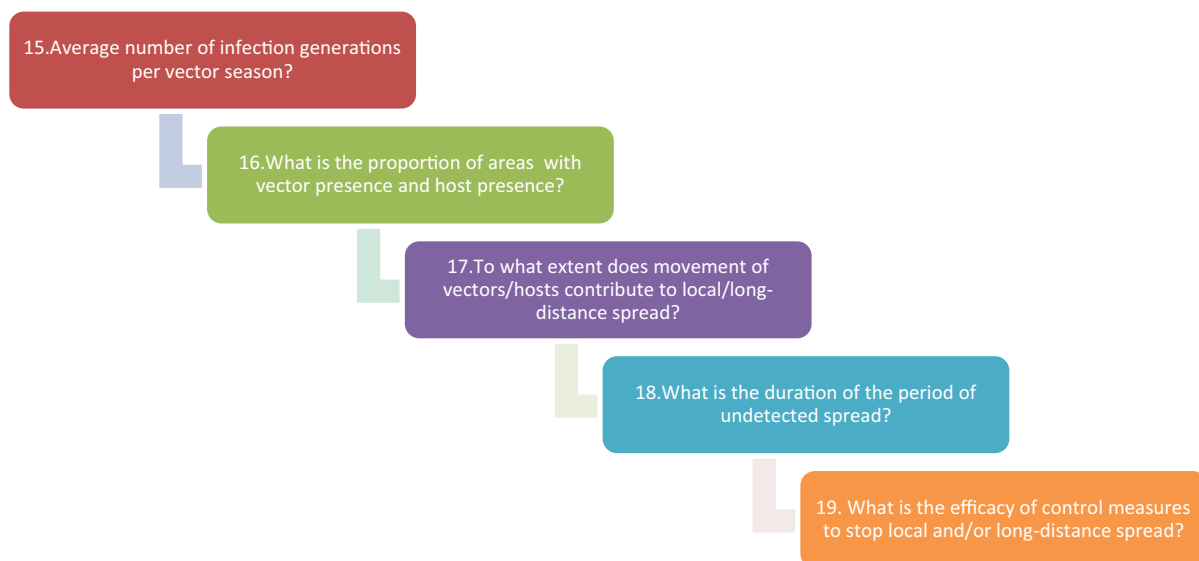 15.Average number of infection generations
per vector season?
16.What is the proportion of areas with
vector presence and host presence?
17.To what extent does movement of
vectors/hosts contribute to local/long-
distance spread?
18.What is the duration of the period of
undetected spread?
19. What is the efficacy of control measures
to stop local and/or long-distance spread?